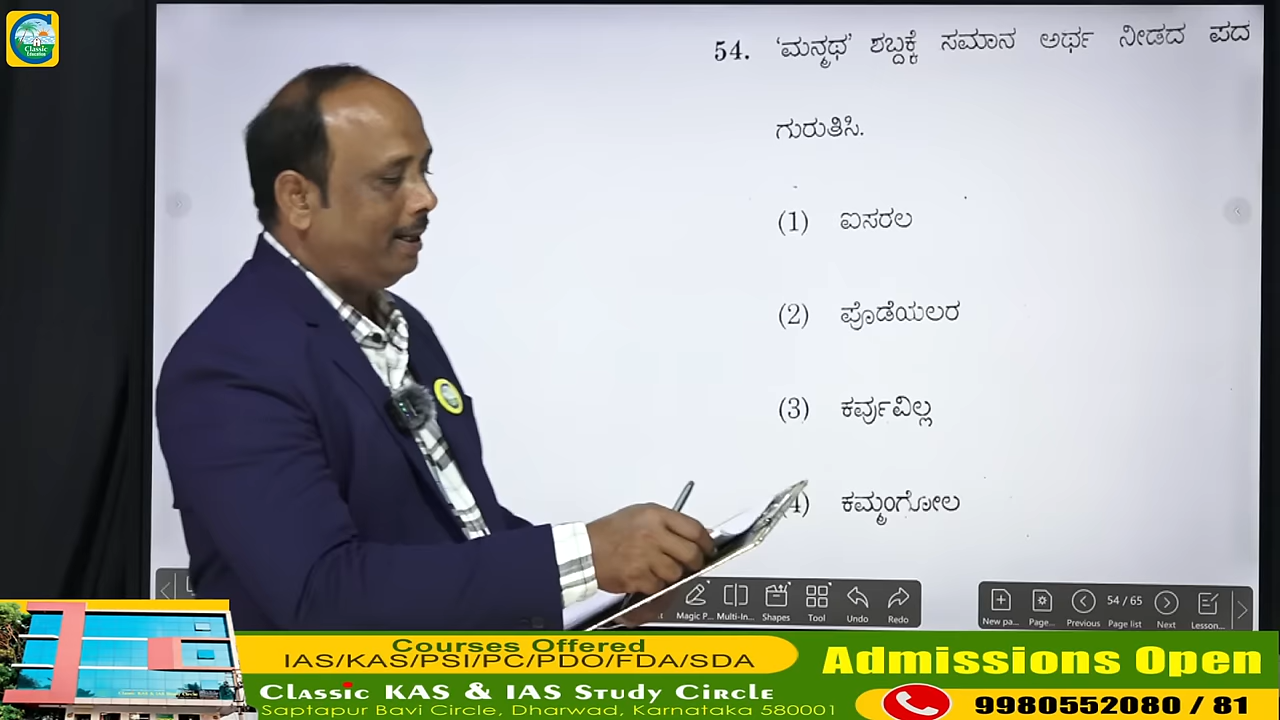 Classic
Education
54. 'ಮನ್ಮಥ' ಶಬ್ದಕ್ಕೆ ಸಮಾನ ಅರ್ಥ ನೀಡದ ಪದ
ಗುರುತಿಸಿ.
(1) ಐಸರಲ
(2) ಪೊಡೆಯಲರ
(3) ಕರ್ವುವಿಲ್ಲ
4) ಕಮ್ಮಂಗೋಲ
Magic P... Multi-In... Shapes Tool Undo Redo
54 / 65
New pa... Page... Previous Page list Next Lesson...
Courses Offered
IAS/KAS/PSI/PC/PDO/FDA/SDA
Admissions Open
Classic KAS & IAS Study Circle
Saptapur Bavi Circle, Dharwad, Karnataka 580001
9980552080 / 81